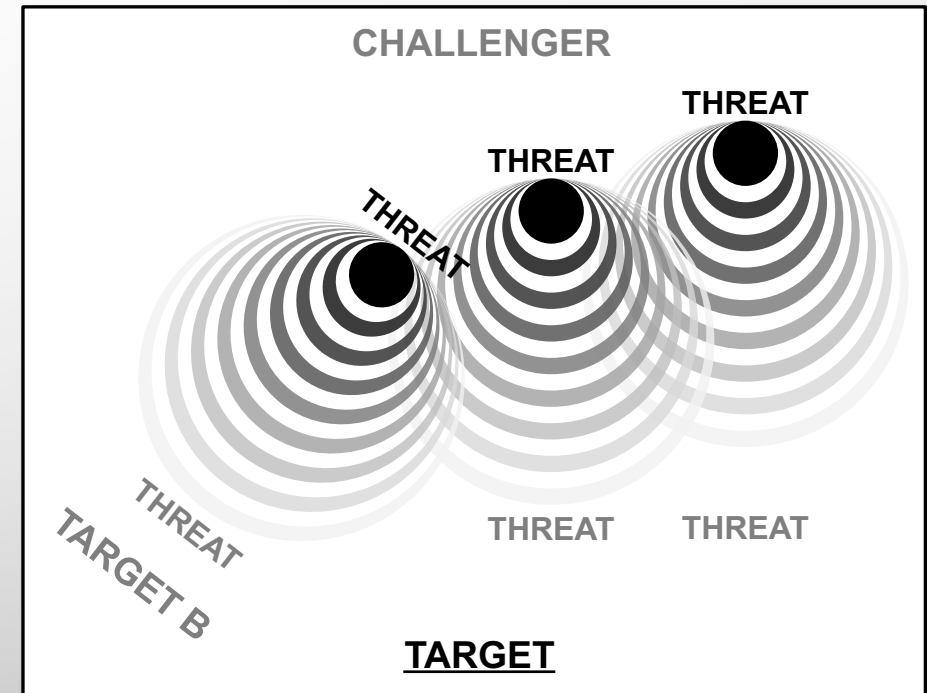 CHALLENGER
THREAT
THREAT
THREAT
THREAT
TARGET B
THREAT
THREAT
TARGET